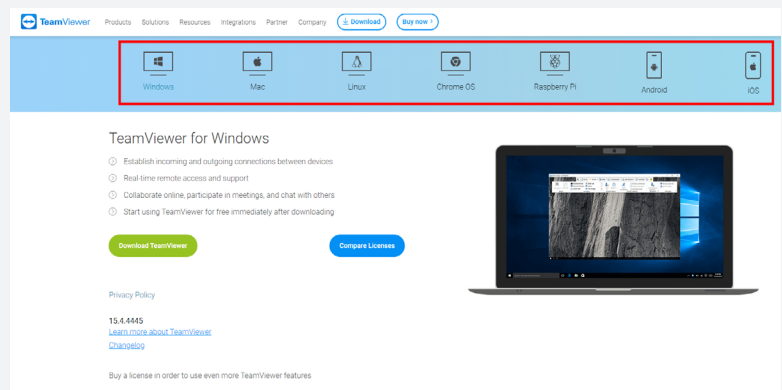 TeamViewer Products Solutions Resources Integrations Partner Company Download Buy now >
Windows Mac Linux Chrome OS Raspberry Pi Android iOS
TeamViewer for Windows
Establish incoming and outgoing connections between devices
Real-time remote access and support
Collaborate online, participate in meetings, and chat with others
Start using TeamViewer for free immediately after downloading
Download TeamViewer Compare Licenses
Privacy Policy
15.4.4445
Learn more about TeamViewer
Changelog
Buy a license in order to use even more TeamViewer features